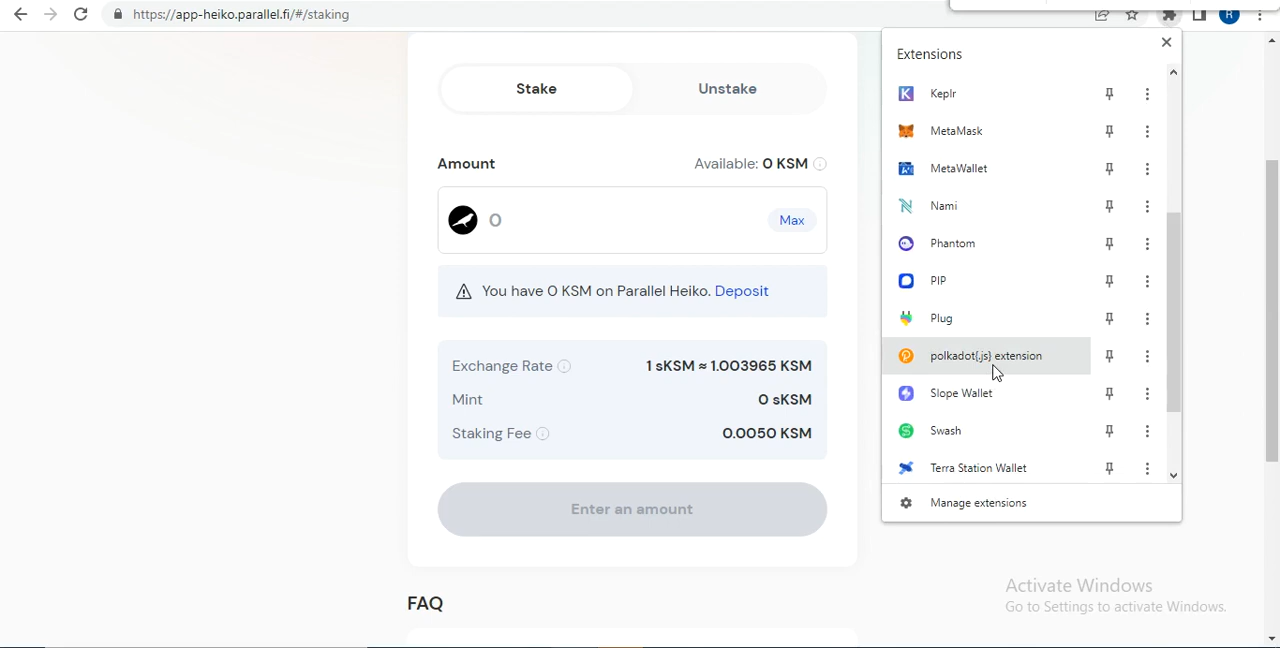 https://app-heiko.parallel.fi/#/staking
R
Stake
Unstake
Amount
Available: 0 KSM
0
Max
You have 0 KSM on Parallel Heiko. Deposit
Exchange Rate
1 sKSM ≈ 1.003965 KSM
Mint
0 sKSM
Staking Fee
0.0050 KSM
Enter an amount
FAQ
Extensions
Keplr
MetaMask
MetaWallet
Nami
Phantom
PIP
Plug
polkadot{.js} extension
Slope Wallet
Swash
Terra Station Wallet
Manage extensions
Activate Windows
Go to Settings to activate Windows.